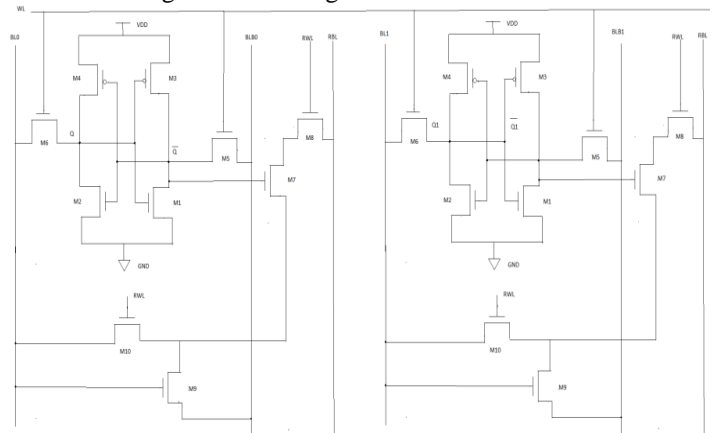 WL
VDD
VDD
BL0
BLB0
RWL
RBL
BL1
BLB1
RWL
RBL
M4
M3
M4
M3
Q
Q
M6
M5
M8
M7
Q1
Q1
M6
M5
M8
M7
M2
M1
M2
M1
GND
GND
RWL
RWL
M10
M10
M9
M9